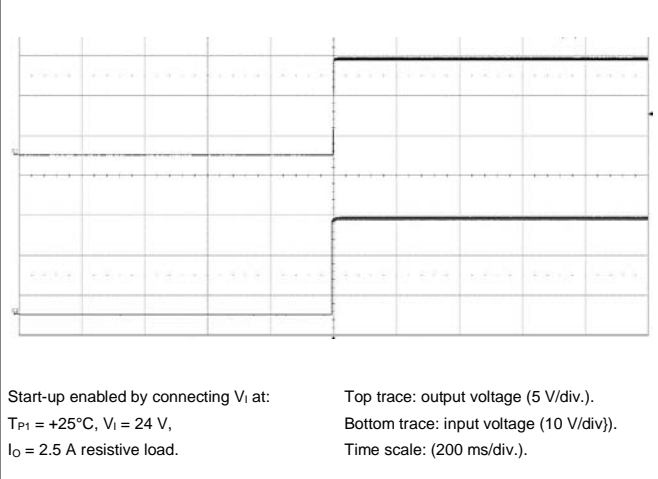 Start-up enabled by connecting VI at:
TP1 = +25°C, VI = 24 V,
IO = 2.5 A resistive load.
Top trace: output voltage (5 V/div.).
Bottom trace: input voltage (10 V/div}).
Time scale: (200 ms/div.).